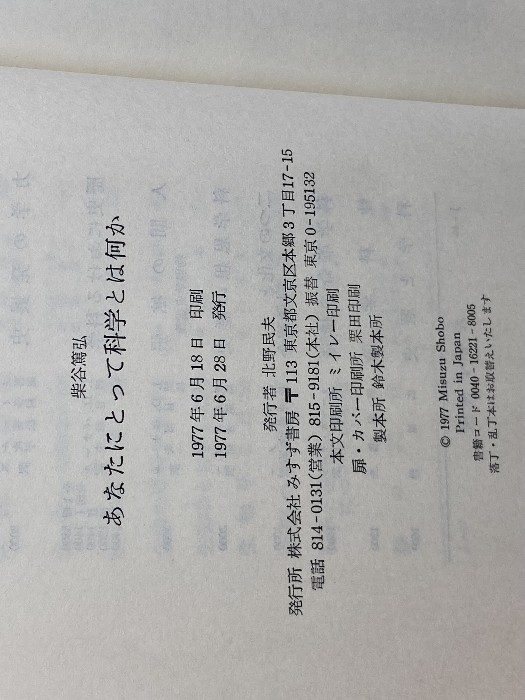 柴谷篤弘
あなたにとって科学とは何か
1977年6月18日 印刷
1977年6月28日 発行
発行者 北野民夫
発行所 株式会社 みすず書房 〒113 東京都文京区本郷3丁目17-15
電話 814-0131(営業) 815-9181(本社) 振替 東京0-195132
本文印刷所 ミイレー印刷
扉・カバー印刷所 栗田印刷
製本所 鈴木製本所
© 1977 Misuzu Shobo
Printed in Japan
書籍コード 0040-16221-8005
落丁・乱丁本はお取替えいたします